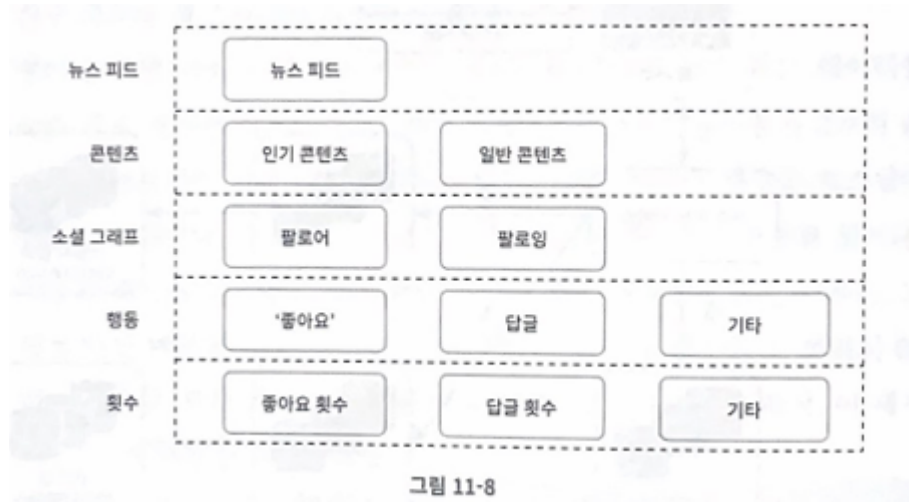 뉴스 피드 뉴스 피드
콘텐츠 인기 콘텐츠 일반 콘텐츠
소셜 그래프 팔로어 팔로잉
행동 '좋아요' 답글 기타
횟수 좋아요 횟수 답글 횟수 기타
그림 11-8